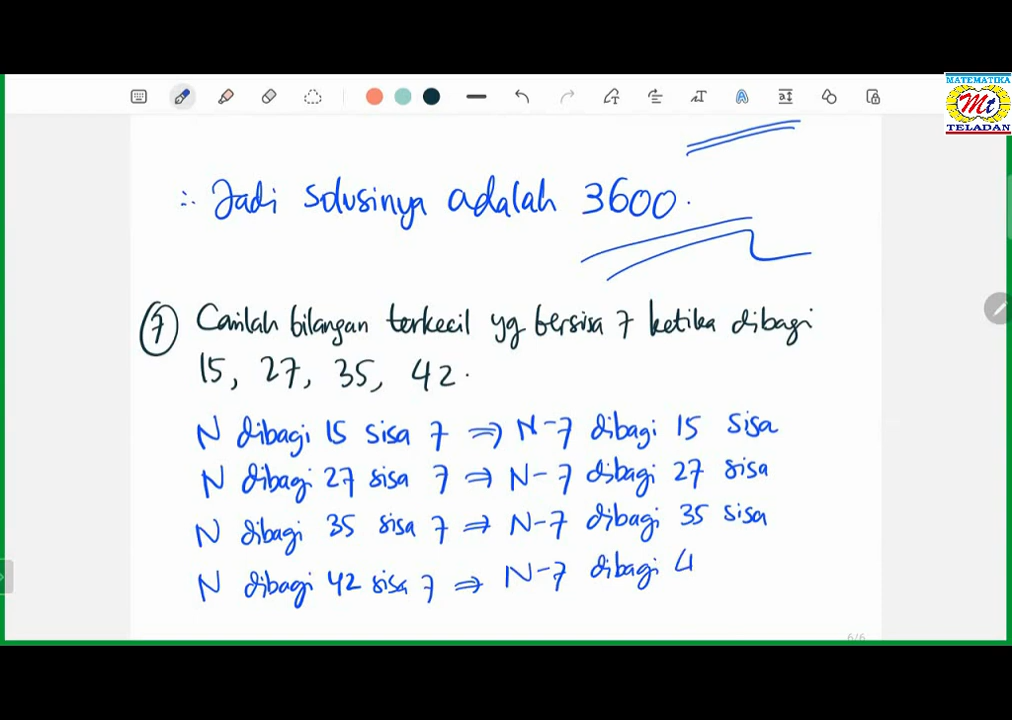 MATEMATIKA
Mt
TELADAN
∴ Jadi solusinya adalah 3600.
7 Carilah bilangan terkecil yg bersisa 7 ketika dibagi
15, 27, 35, 42.
N dibagi 15 sisa 7 ⇒ N-7 dibagi 15 sisa
N dibagi 27 sisa 7 ⇒ N-7 dibagi 27 sisa
N dibagi 35 sisa 7 ⇒ N-7 dibagi 35 sisa
N dibagi 42 sisa 7 ⇒ N-7 dibagi 4
6/6